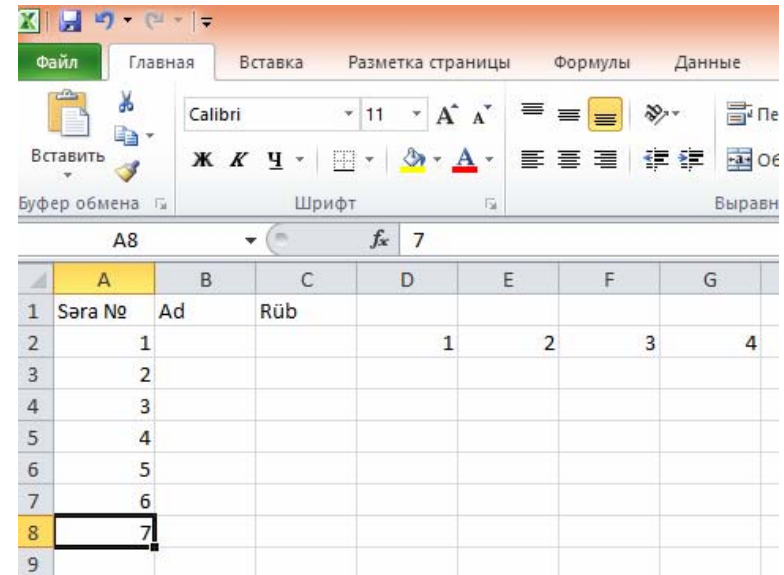 Файл Главная Вставка Разметка страницы Формулы Данные
Calibri 11 A A
Вставить Ж К Ч А
Буфер обмена Шрифт
A8 fx 7
A B C D E F G
1 Səra № Ad Rüb
2 1 1 2 3 4
3 2
4 3
5 4
6 5
7 6
8 7
9